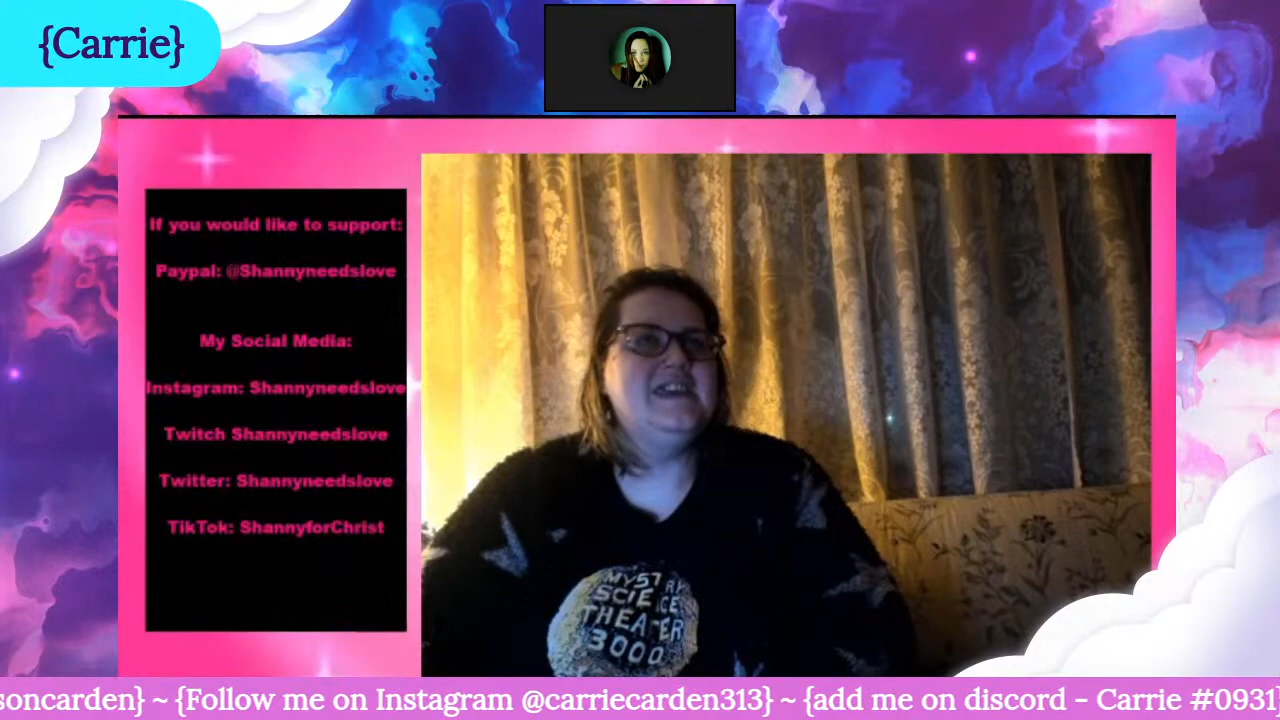 {Carrie}
If you would like to support:
Paypal: @Shannyneedslove
My Social Media:
Instagram: Shannyneedslove
Twitch Shannyneedslove
Twitter: Shannyneedslove
TikTok: ShannyforChrist
MYSTERY
SCIENCE
THEATER
3000
soncarden} ~ {Follow me on Instagram @carriecarden313} ~ {add me on discord - Carrie #0931}